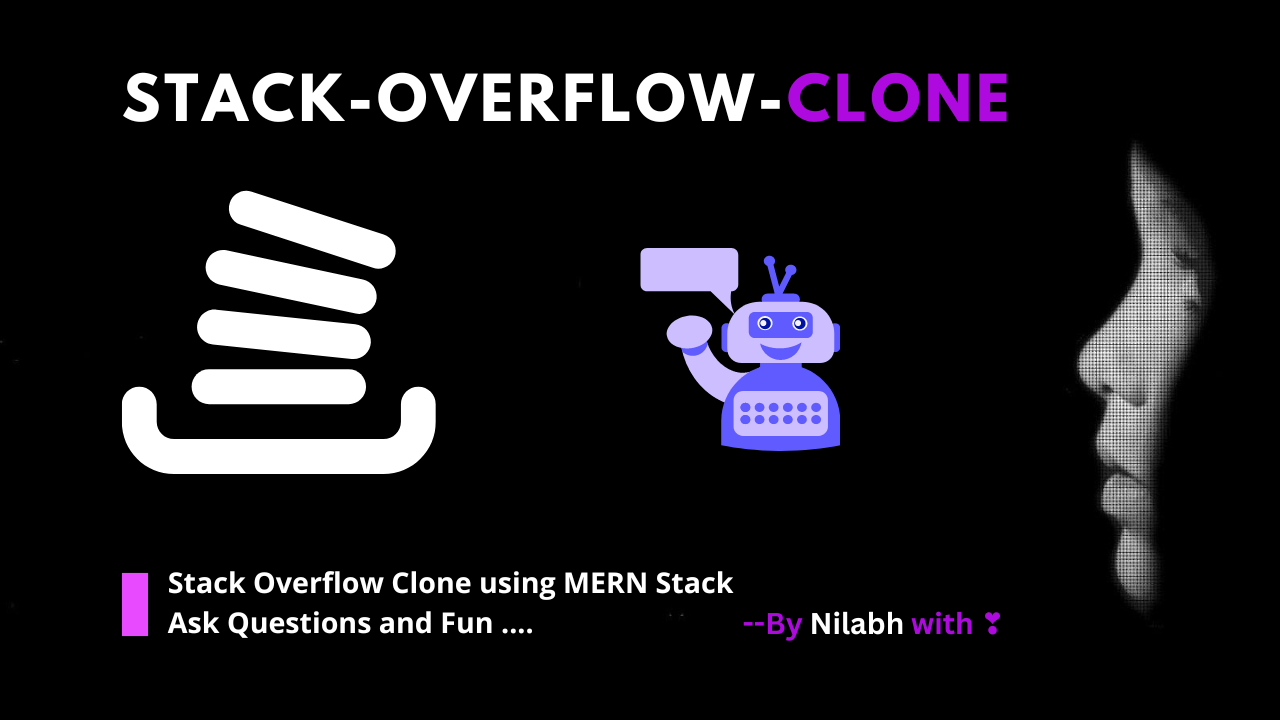 STACK-OVERFLOW-CLONE
Stack Overflow Clone using MERN Stack
Ask Questions and Fun ....
--By Nilabh with ❣